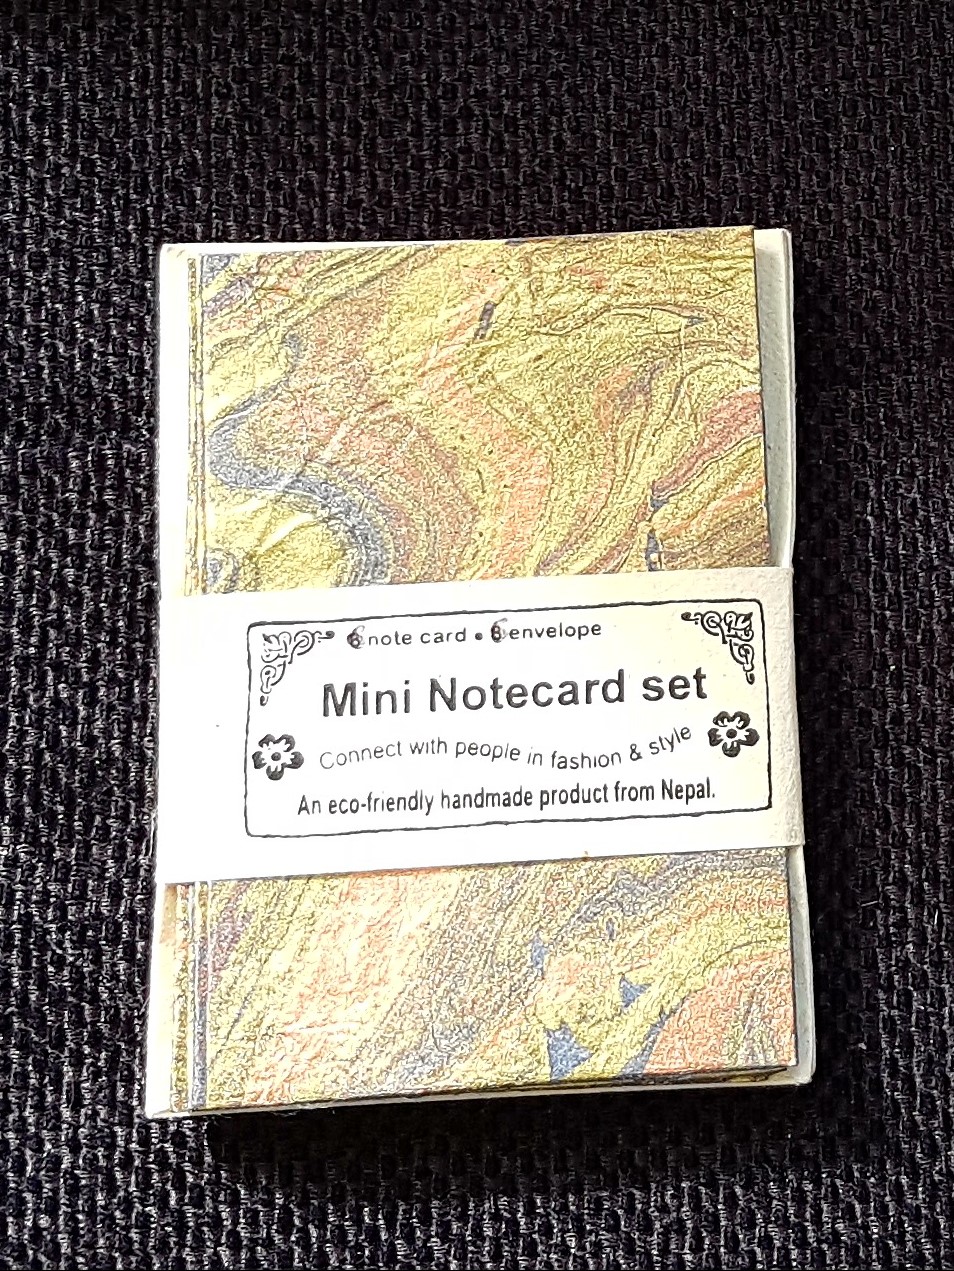 6 note card • 6 envelope
Mini Notecard set
Connect with people in fashion & style
An eco-friendly handmade product from Nepal.